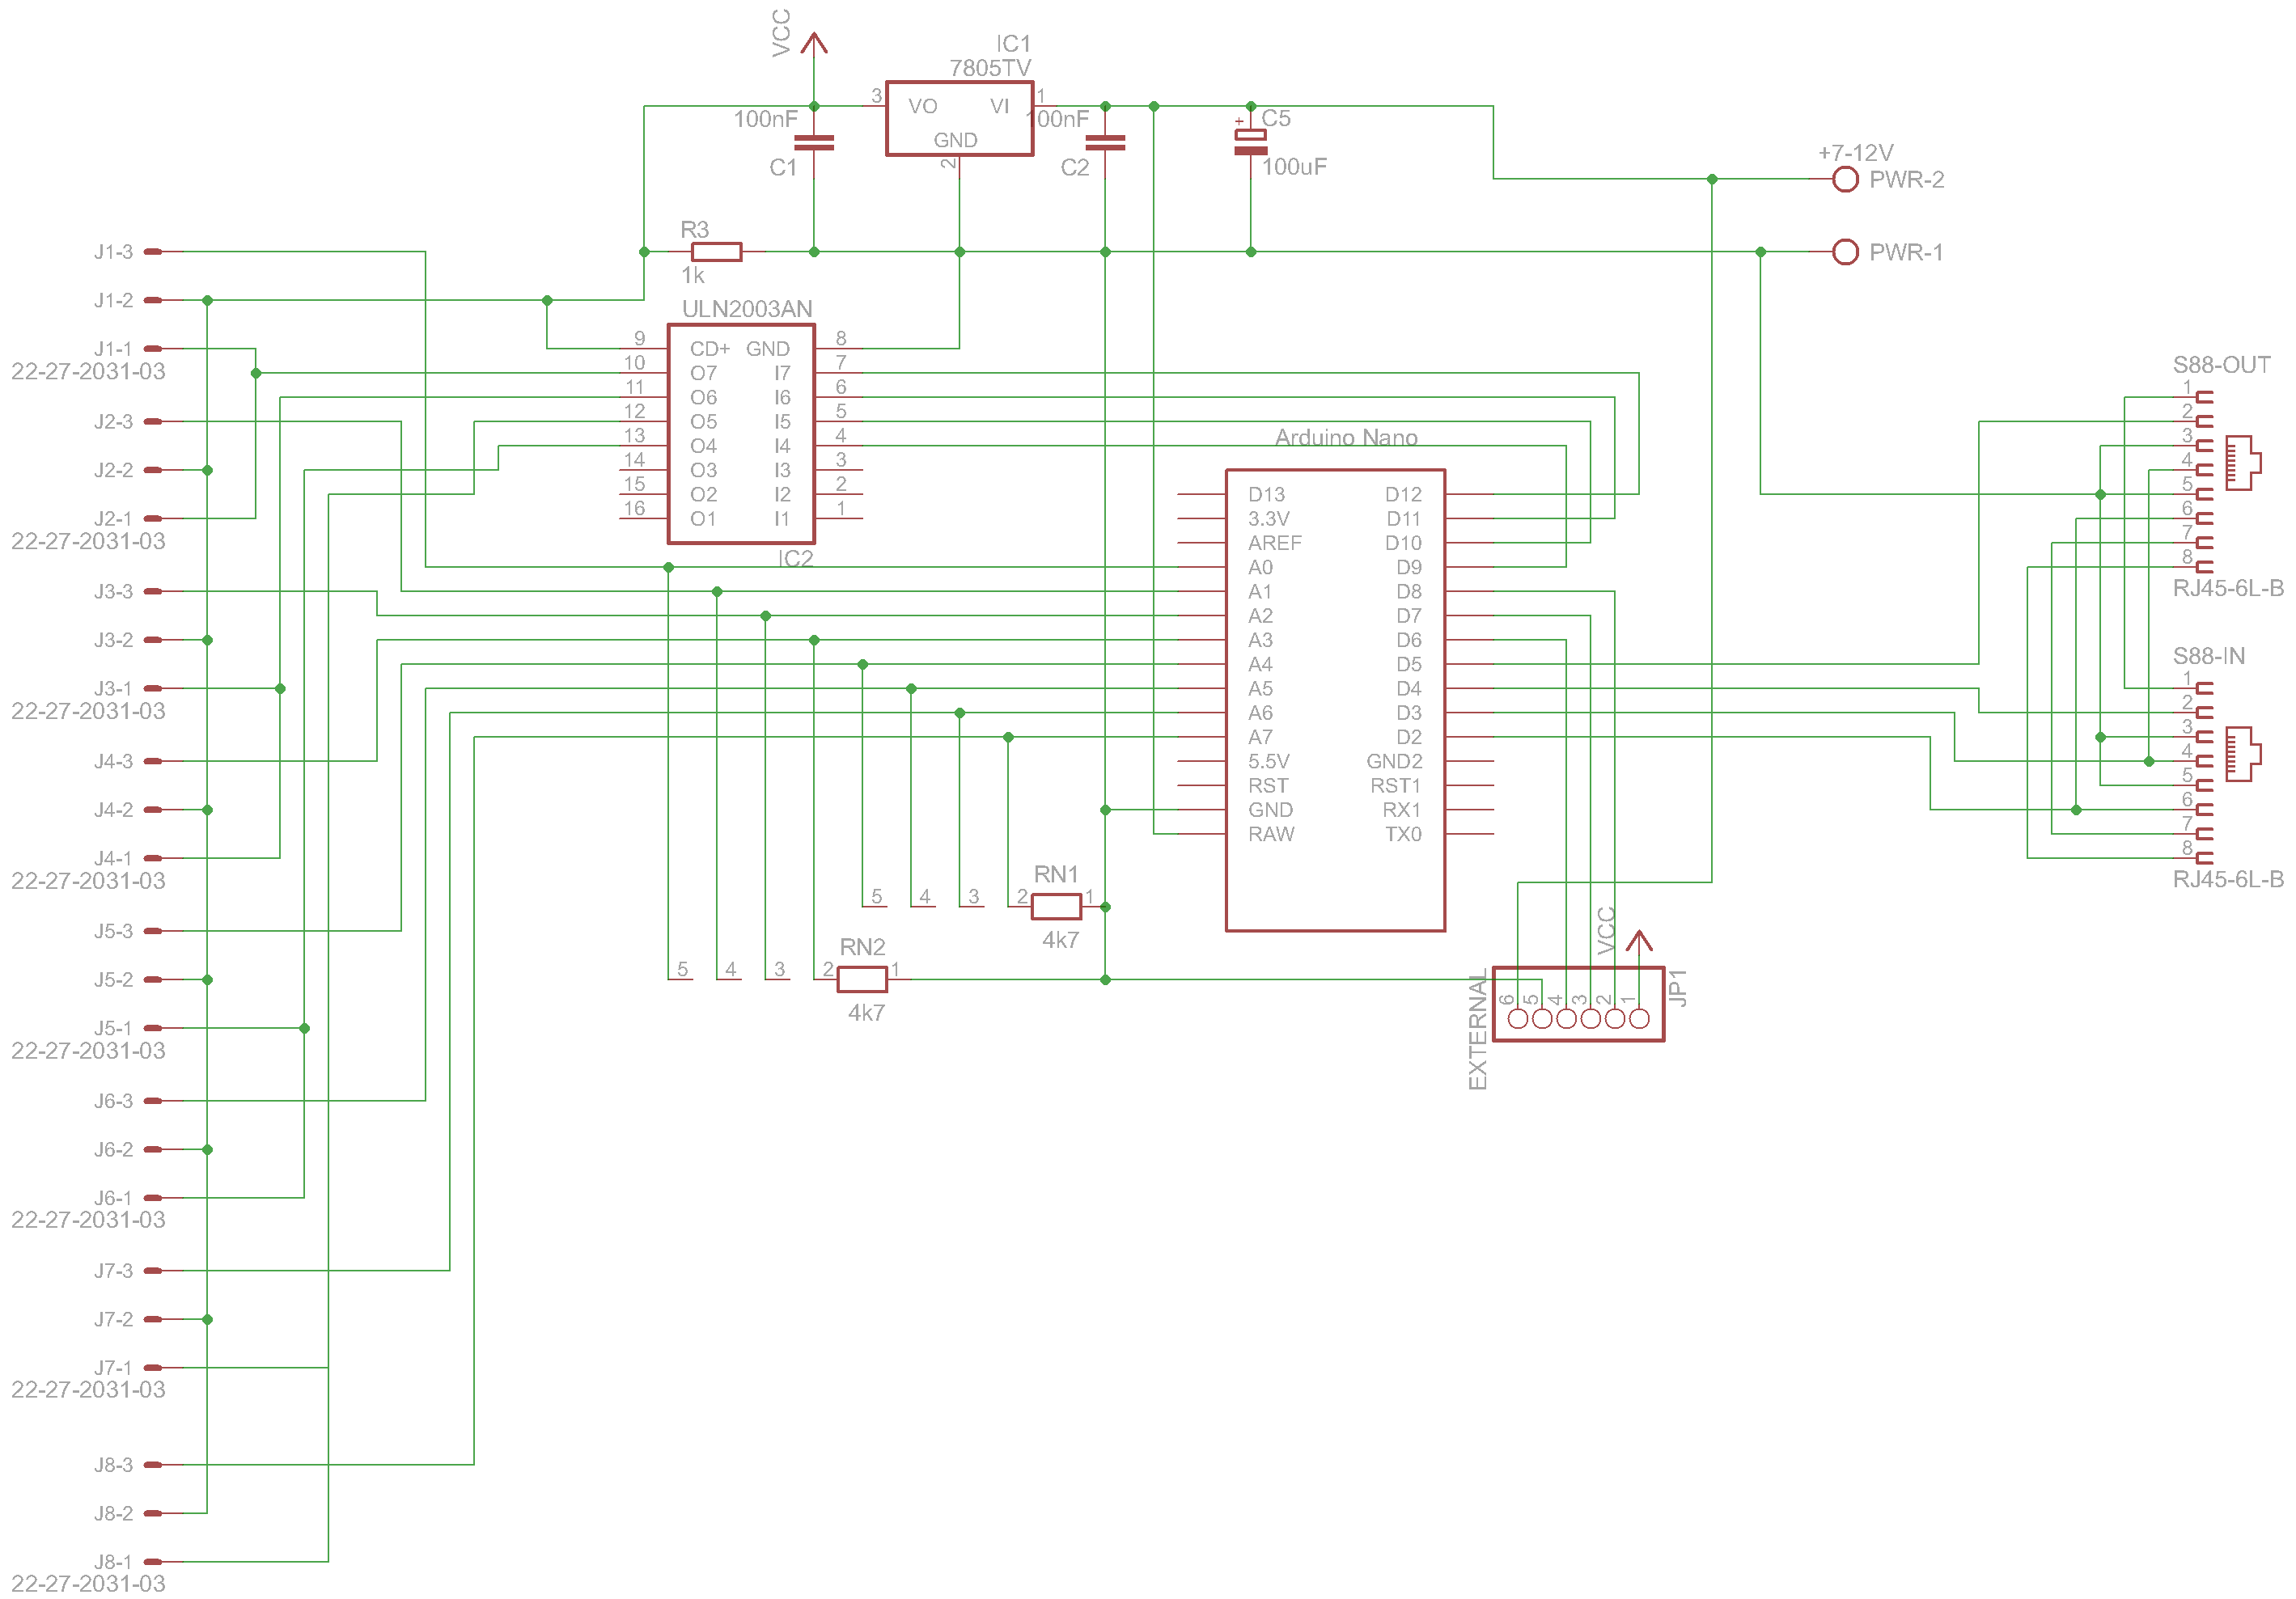 VCC
IC1
7805TV
3
VO
VI
1
GND
2
100nF
C1
100nF
C2
+
C5
100uF
+7-12V
PWR-2
PWR-1
R3
1k
J1-3
J1-2
J1-1
22-27-2031-03
J2-3
J2-2
J2-1
22-27-2031-03
J3-3
J3-2
J3-1
22-27-2031-03
J4-3
J4-2
J4-1
22-27-2031-03
J5-3
J5-2
J5-1
22-27-2031-03
J6-3
J6-2
J6-1
22-27-2031-03
J7-3
J7-2
J7-1
22-27-2031-03
J8-3
J8-2
J8-1
22-27-2031-03
ULN2003AN
9 CD+ GND 8
10 O7 I7 7
11 O6 I6 6
12 O5 I5 5
13 O4 I4 4
14 O3 I3 3
15 O2 I2 2
16 O1 I1 1
IC2
Arduino Nano
D13 D12
3.3V D11
AREF D10
A0 D9
A1 D8
A2 D7
A3 D6
A4 D5
A5 D4
A6 D3
A7 D2
5.5V GND2
RST RST1
GND RX1
RAW TX0
RN1
5 4 3 2 1
4k7
RN2
5 4 3 2 1
4k7
VCC
EXTERNAL
6 5 4 3 2 1
JP1
S88-OUT
1
2
3
4
5
6
7
8
RJ45-6L-B
S88-IN
1
2
3
4
5
6
7
8
RJ45-6L-B